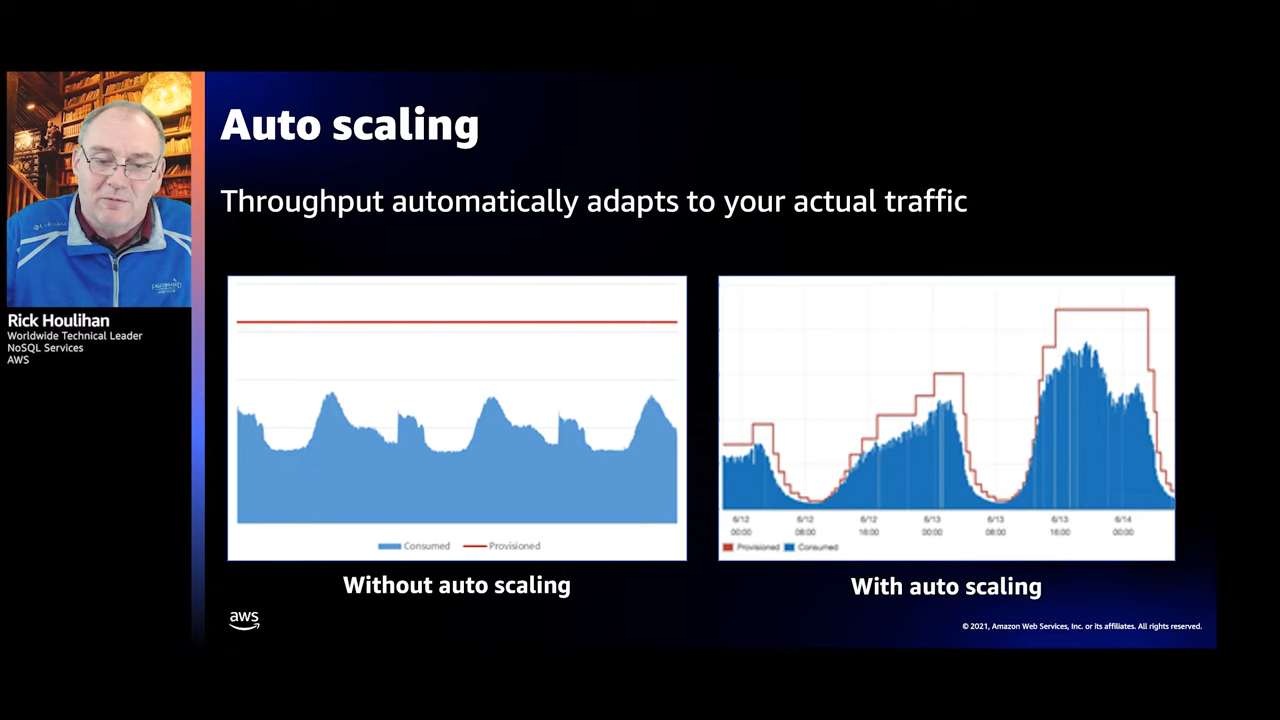 Auto scaling
Throughput automatically adapts to your actual traffic
Rick Houlihan
Worldwide Technical Leader
NoSQL Services
AWS
Consumed Provisioned
Without auto scaling
6/12 6/12 6/12 6/13 6/13 6/13 6/14
00:00 08:00 16:00 00:00 08:00 16:00 00:00
Provisioned Consumed
With auto scaling
aws
© 2021, Amazon Web Services, Inc. or its affiliates. All rights reserved.